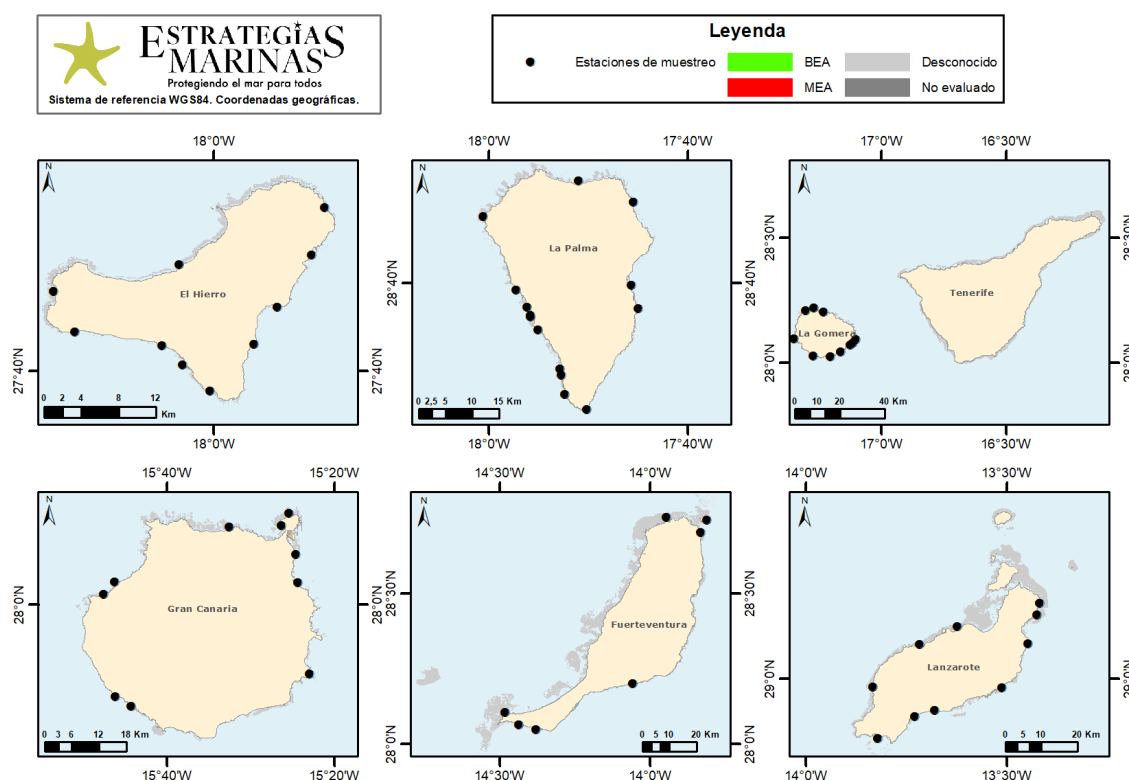 ESTRATEGIAS
MARINAS
Protegiendo el mar para todos
Sistema de referencia WGS84. Coordenadas geográficas.
Leyenda
Estaciones de muestreo
BEA
Desconocido
MEA
No evaluado
18°0'W
N
El Hierro
27°40'N
0 2 4 8 12
Km
18°0'W
18°0'W 17°40'W
N
La Palma
28°40'N
28°40'N
0 2,5 5 10 15 Km
18°0'W 17°40'W
17°0'W 16°30'W
N
28°30'N
28°30'N
Tenerife
La Gomera
28°0'N
28°0'N
0 10 20 40 Km
17°0'W 16°30'W
15°40'W 15°20'W
N
28°0'N
28°0'N
Gran Canaria
0 3 6 12 18 Km
15°40'W 15°20'W
14°30'W 14°0'W
N
28°30'N
28°30'N
Fuerteventura
28°0'N
28°0'N
0 5 10 20 Km
14°30'W 14°0'W
14°0'W 13°30'W
N
Lanzarote
29°0'N
29°0'N
0 5 10 20 Km
14°0'W 13°30'W
27°40'N